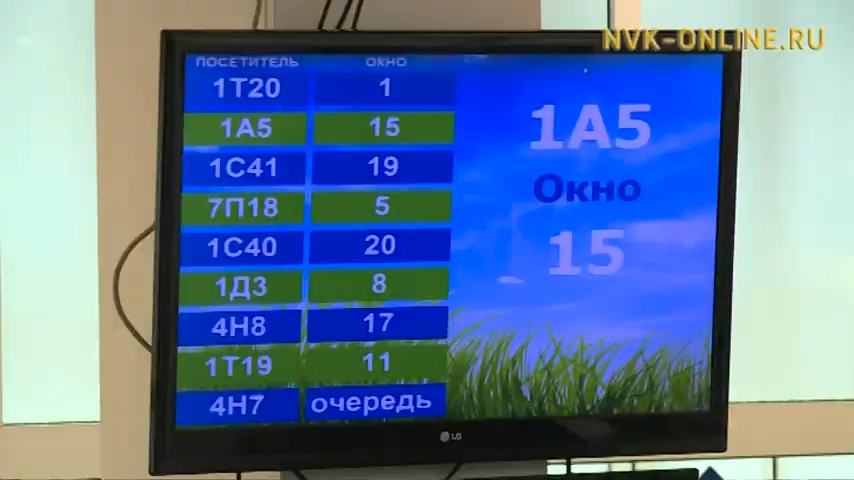 NVK-ONLINE.RU
ПОСЕТИТЕЛЬ ОКНО
1Т20 1
1А5 15
1С41 19
7П18 5
1С40 20
1Д3 8
4Н8 17
1Т19 11
4Н7 очередь
1А5
Окно
15
LG